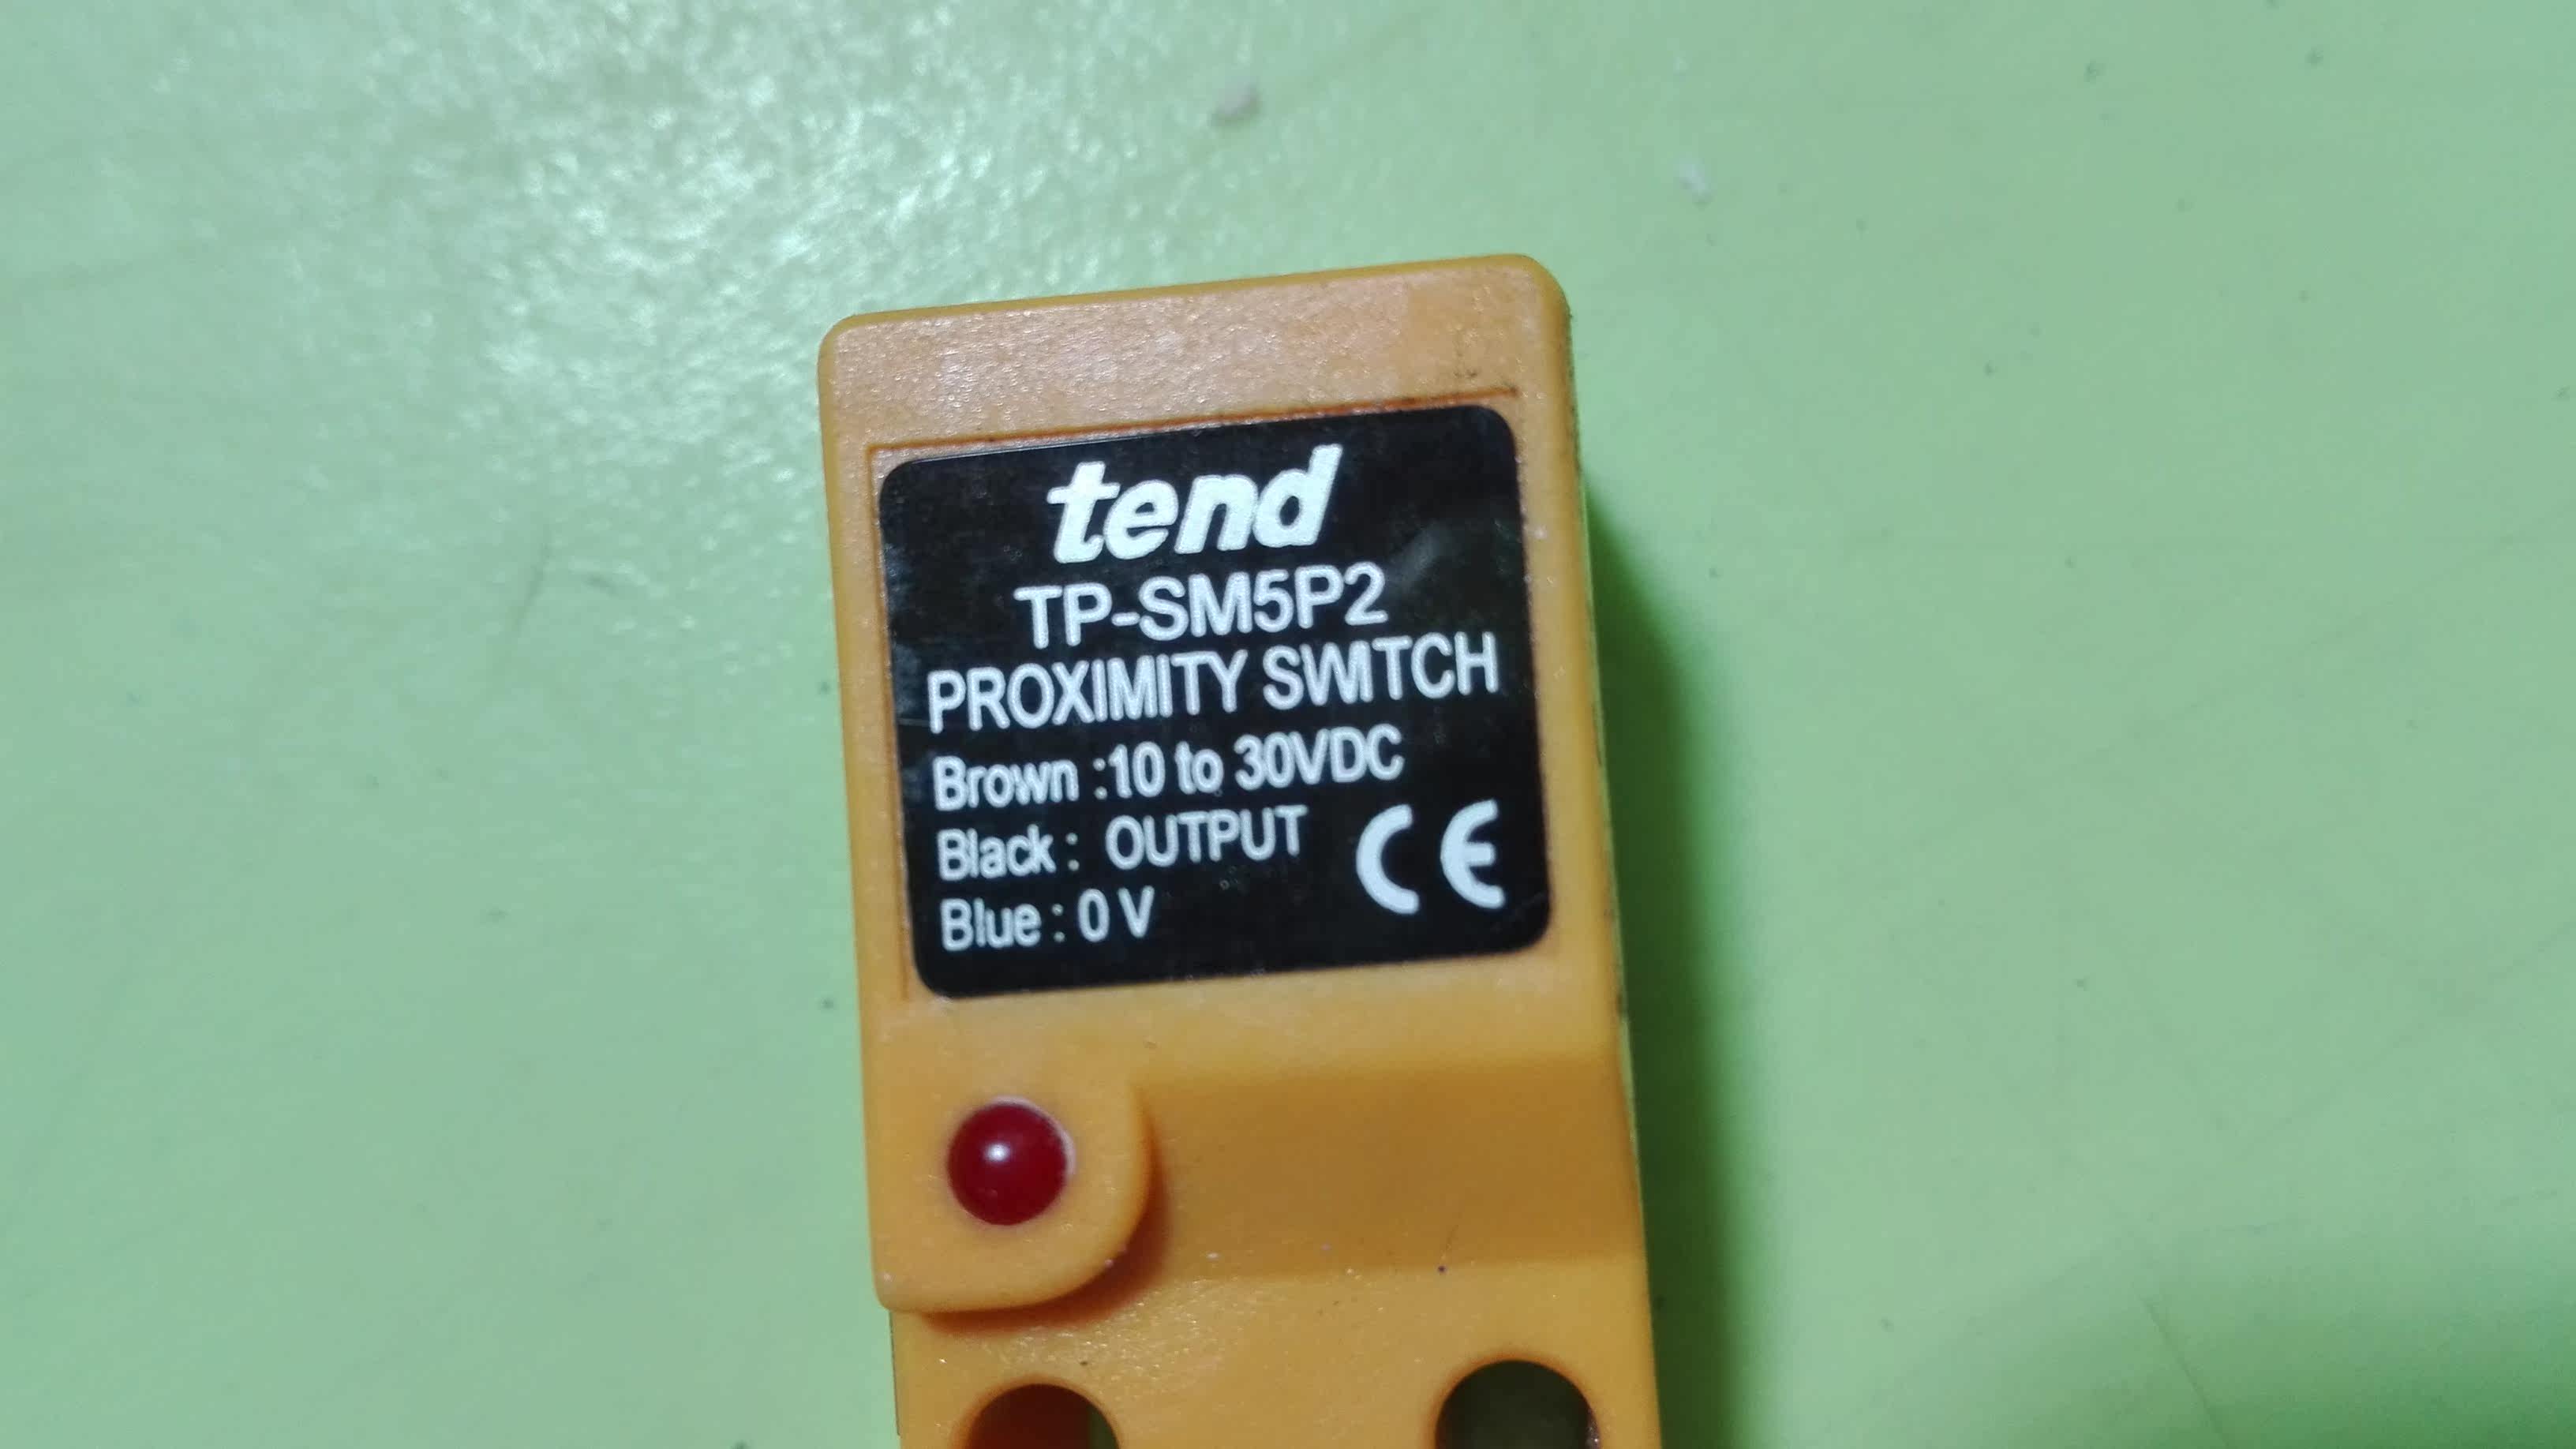 tend
TP-SM5P2
PROXIMITY SWITCH
Brown :10 to 30VDC
Black : OUTPUT
Blue : 0 V
CE